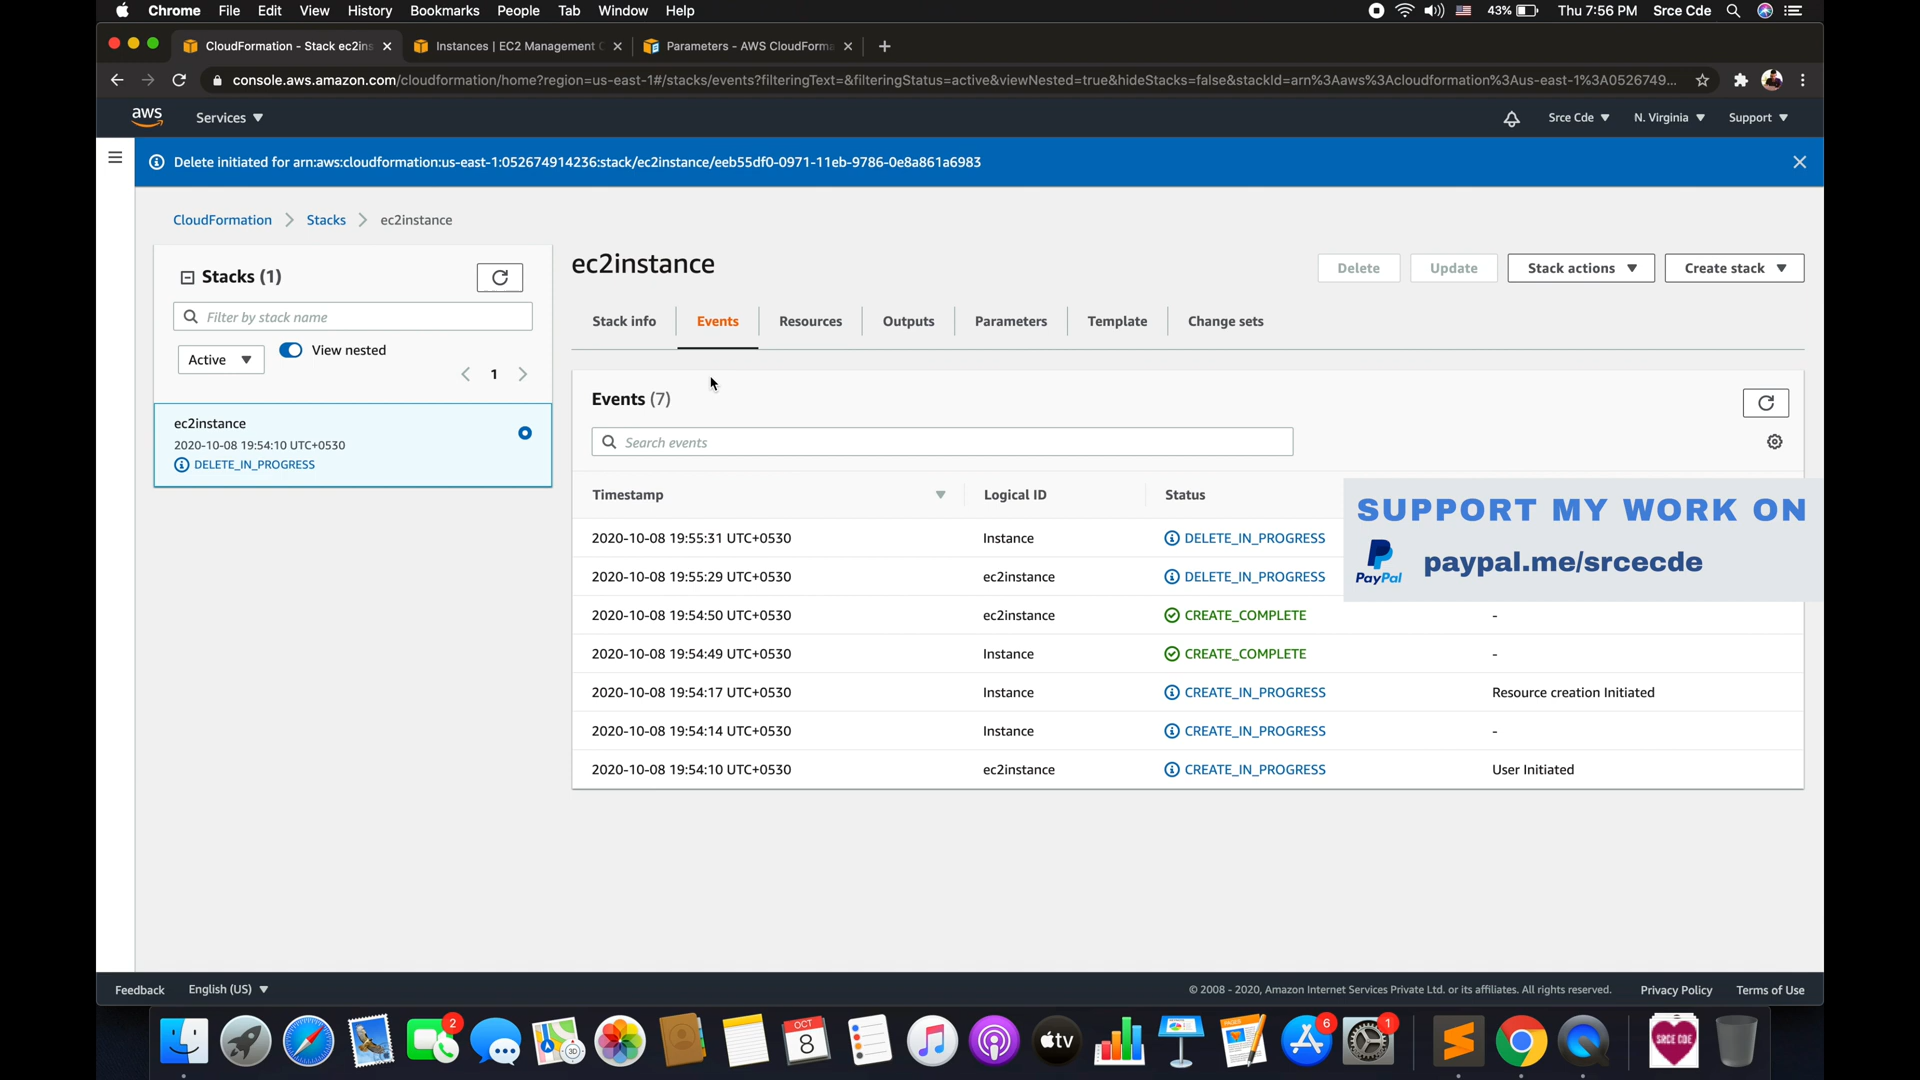 Chrome File Edit View History Bookmarks People Tab Window Help 43% Thu 7:56 PM Srce Cde
CloudFormation - Stack ec2ins Instances | EC2 Management C Parameters - AWS CloudForma
console.aws.amazon.com/cloudformation/home?region=us-east-1#/stacks/events?filteringText=&filteringStatus=active&viewNested=true&hideStacks=false&stackId=arn%3Aaws%3Acloudformation%3Aus-east-1%3A0526749...
aws Services Srce Cde N. Virginia Support
Delete initiated for arn:aws:cloudformation:us-east-1:052674914236:stack/ec2instance/eeb55df0-0971-11eb-9786-0e8a861a6983
CloudFormation Stacks ec2instance
Stacks (1)
Filter by stack name
Active View nested
1
ec2instance
2020-10-08 19:54:10 UTC+0530
DELETE_IN_PROGRESS
ec2instance
Delete Update Stack actions Create stack
Stack info Events Resources Outputs Parameters Template Change sets
Events (7)
Search events
Timestamp Logical ID Status
2020-10-08 19:55:31 UTC+0530 Instance DELETE_IN_PROGRESS
2020-10-08 19:55:29 UTC+0530 ec2instance DELETE_IN_PROGRESS
2020-10-08 19:54:50 UTC+0530 ec2instance CREATE_COMPLETE -
2020-10-08 19:54:49 UTC+0530 Instance CREATE_COMPLETE -
2020-10-08 19:54:17 UTC+0530 Instance CREATE_IN_PROGRESS Resource creation Initiated
2020-10-08 19:54:14 UTC+0530 Instance CREATE_IN_PROGRESS -
2020-10-08 19:54:10 UTC+0530 ec2instance CREATE_IN_PROGRESS User Initiated
SUPPORT MY WORK ON
PayPal paypal.me/srcecde
Feedback English (US) © 2008 - 2020, Amazon Internet Services Private Ltd. or its affiliates. All rights reserved. Privacy Policy Terms of Use
2 3D OCT 8 tv PAGES 6 1 SRCE CDE